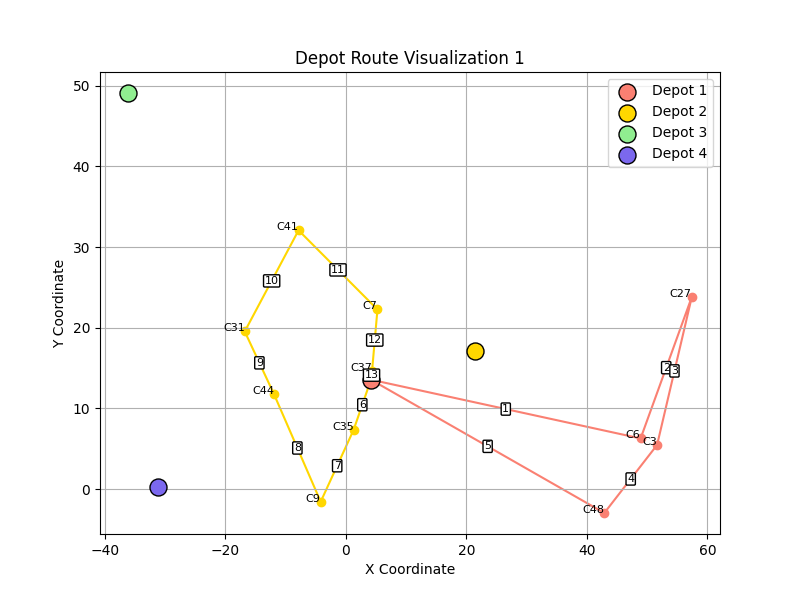 Depot Route Visualization 1
Depot 1
Depot 2
Depot 3
Depot 4
Y Coordinate
50
40
30
20
10
0
C41
11
10
C27
C7
12
C31
9
C37
13
2
3
C44
6
1
C35
C6
C3
8
5
7
4
C9
C48
−40
−20
0
20
40
60
X Coordinate